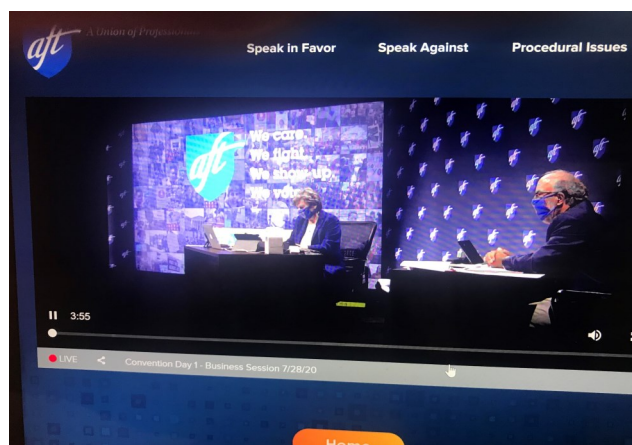 aft
A Union of Professionals
Speak in Favor
Speak Against
Procedural Issues
aft
We care.
We fight.
We show up.
We vote.
3:55
LIVE
Convention Day 1 - Business Session 7/28/20
Home